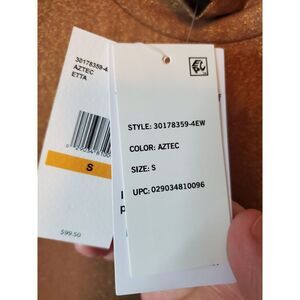 30178359-4
AZTEC
ETTA
S
$99.50
STYLE: 30178359-4EW
COLOR: AZTEC
SIZE: S
UPC: 029034810096